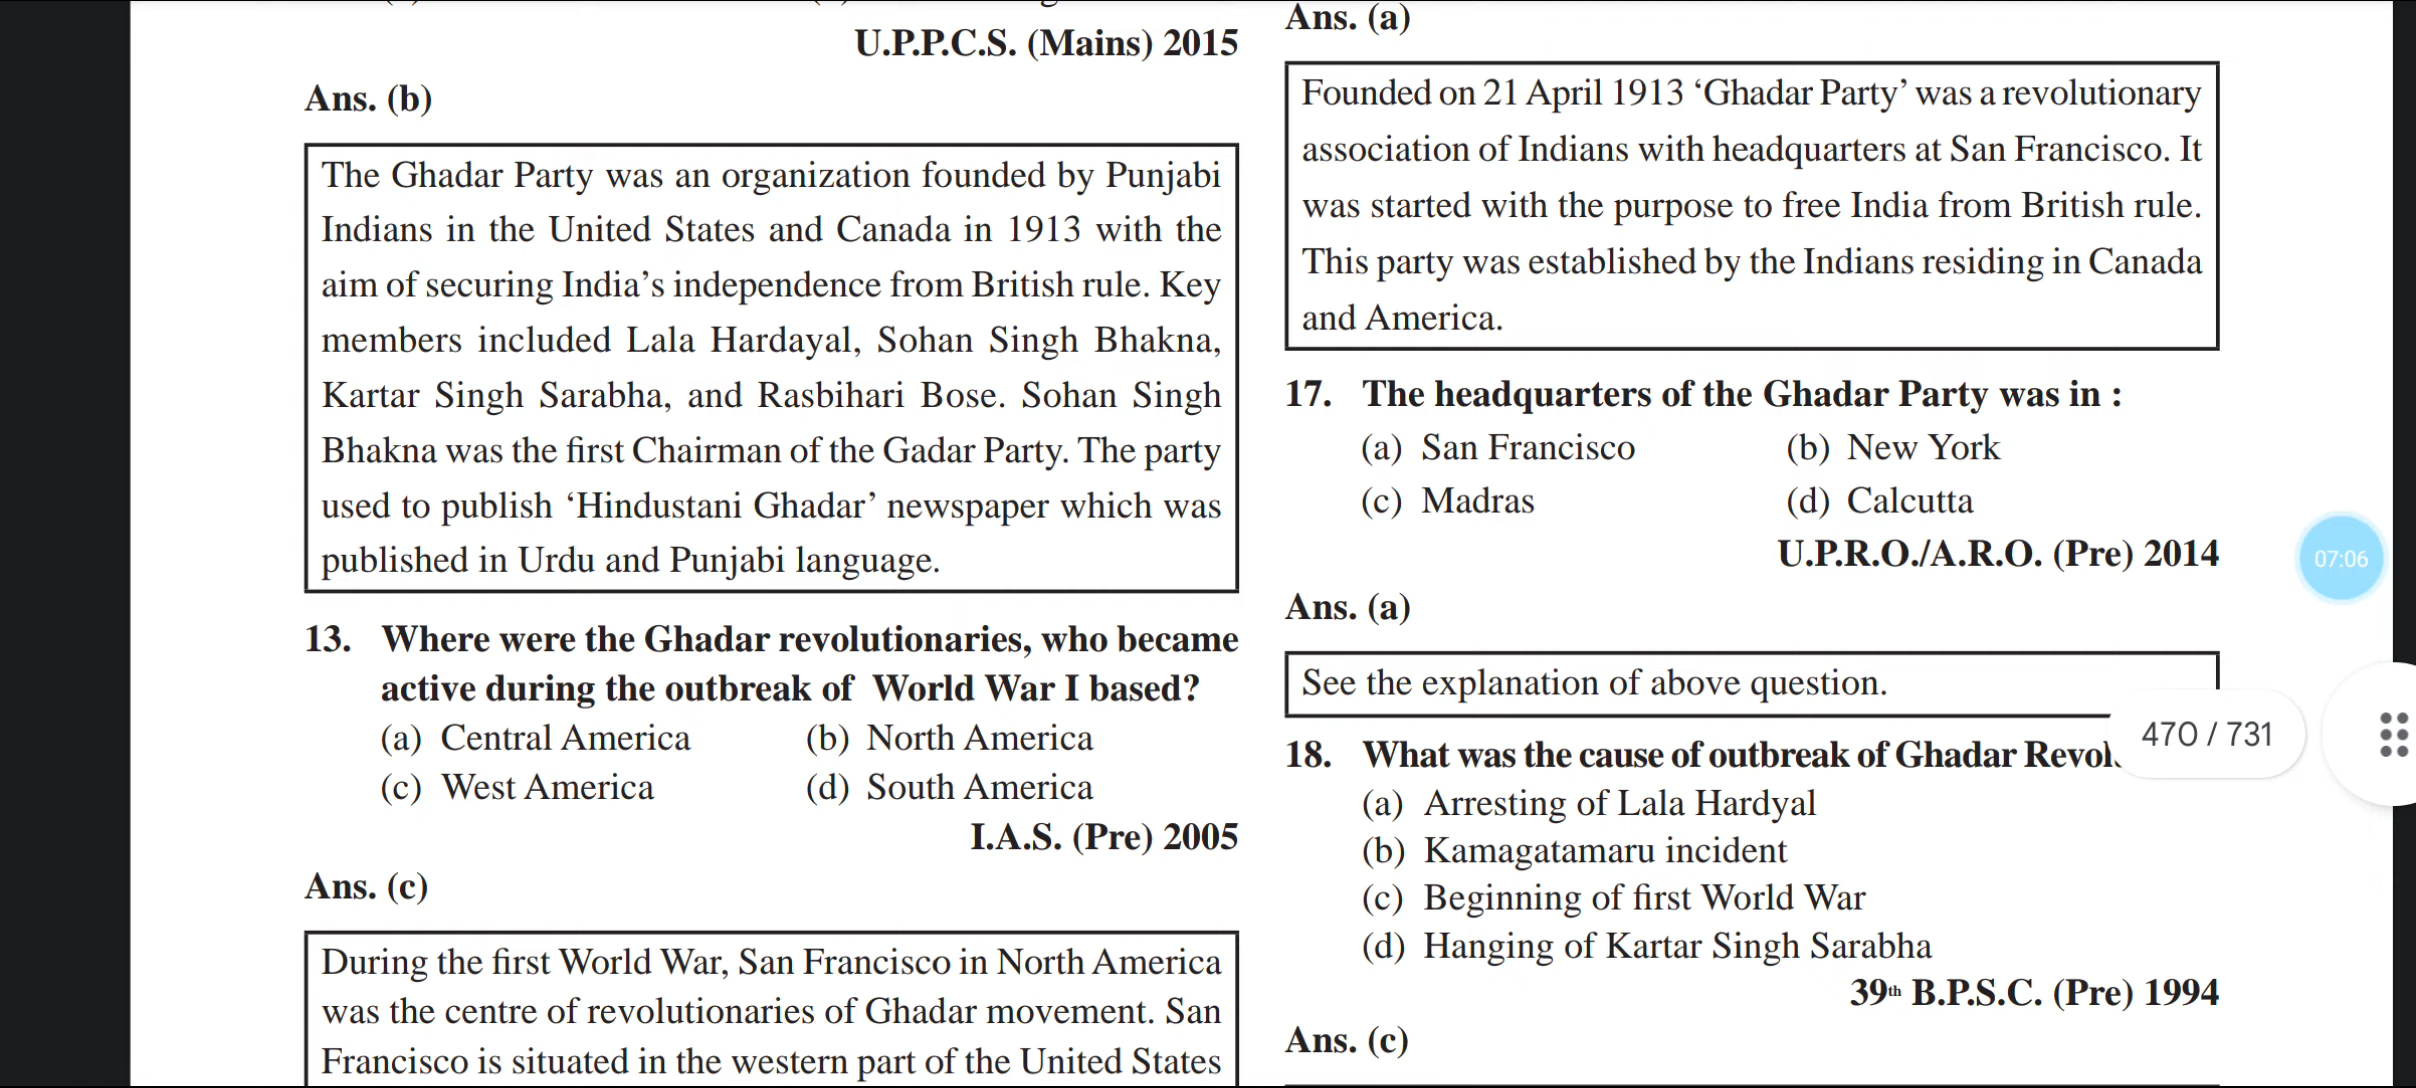 U.P.P.C.S. (Mains) 2015
Ans. (b)
The Ghadar Party was an organization founded by Punjabi
Indians in the United States and Canada in 1913 with the
aim of securing India’s independence from British rule. Key
members included Lala Hardayal, Sohan Singh Bhakna,
Kartar Singh Sarabha, and Rasbihari Bose. Sohan Singh
Bhakna was the first Chairman of the Gadar Party. The party
used to publish ‘Hindustani Ghadar’ newspaper which was
published in Urdu and Punjabi language.
13. Where were the Ghadar revolutionaries, who became
active during the outbreak of World War I based?
(a) Central America (b) North America
(c) West America (d) South America
I.A.S. (Pre) 2005
Ans. (c)
During the first World War, San Francisco in North America
was the centre of revolutionaries of Ghadar movement. San
Francisco is situated in the western part of the United States
Ans. (a)
Founded on 21 April 1913 ‘Ghadar Party’ was a revolutionary
association of Indians with headquarters at San Francisco. It
was started with the purpose to free India from British rule.
This party was established by the Indians residing in Canada
and America.
17. The headquarters of the Ghadar Party was in :
(a) San Francisco (b) New York
(c) Madras (d) Calcutta
U.P.R.O./A.R.O. (Pre) 2014
Ans. (a)
See the explanation of above question.
18. What was the cause of outbreak of Ghadar
(a) Arresting of Lala Hardyal
(b) Kamagatamaru incident
(c) Beginning of first World War
(d) Hanging of Kartar Singh Sarabha
39th B.P.S.C. (Pre) 1994
Ans. (c)
07:06
470 / 731